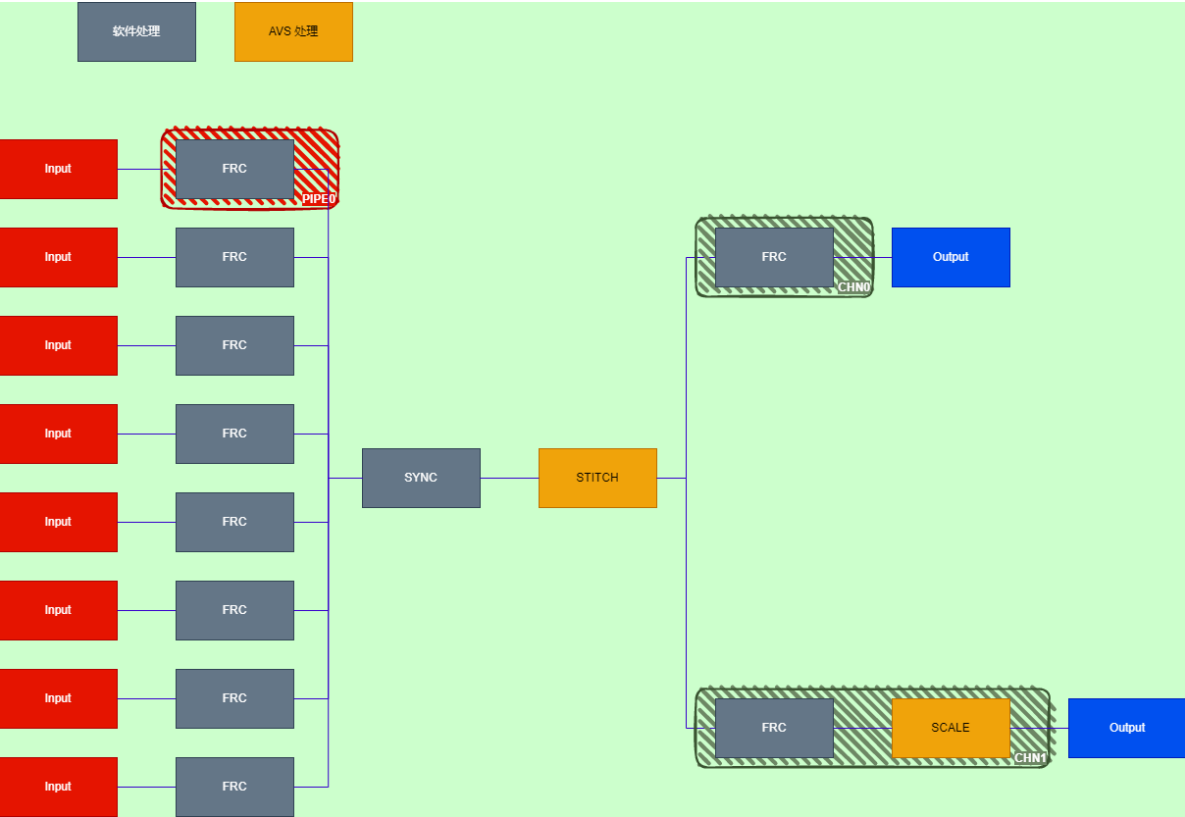 软件处理
AVS 处理
Input
FRC
PIPE0
Input
FRC
FRC
CHN0
Output
Input
FRC
Input
FRC
SYNC
STITCH
Input
FRC
Input
FRC
Input
FRC
FRC
SCALE
CHN1
Output
Input
FRC